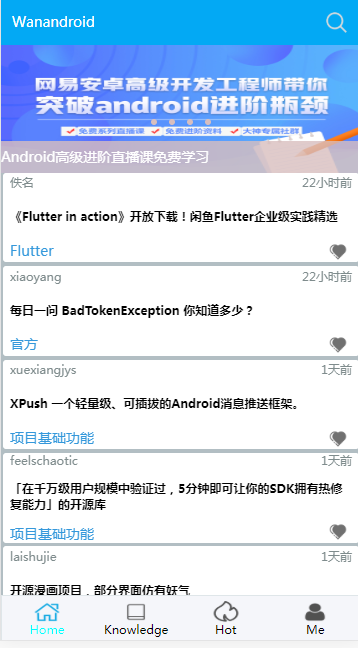 Wanandroid
网易安卓高级开发工程师带你
突破android进阶瓶颈
免费系列直播课 免费进阶资料 大神专属社群
Android高级进阶直播课免费学习
佚名 22小时前
《Flutter in action》开放下载！闲鱼Flutter企业级实践精选
Flutter
xiaoyang 22小时前
每日一问 BadTokenException 你知道多少？
官方
xuexiangjys 1天前
XPush 一个轻量级、可插拔的Android消息推送框架。
项目基础功能
feelschaotic 1天前
「在千万级用户规模中验证过，5分钟即可让你的SDK拥有热修
复能力」的开源库
项目基础功能
laishujie 1天前
开源漫画项目，部分界面仿有妖气
Home Knowledge Hot Me